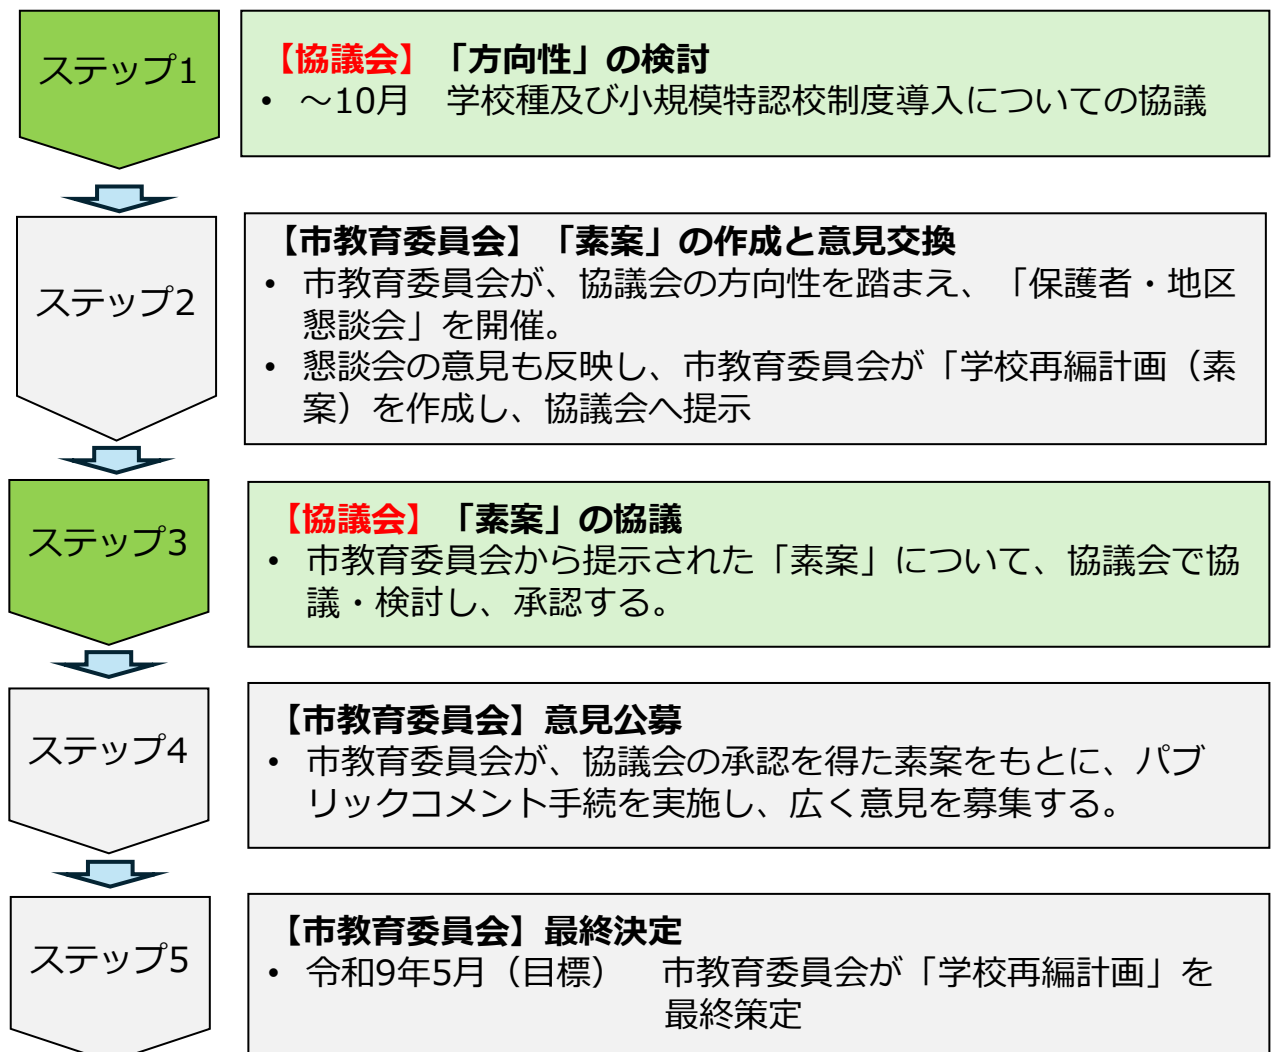 ステップ1
【協議会】「方向性」の検討
• ～10月　学校種及び小規模特認校制度導入についての協議
ステップ2
【市教育委員会】「素案」の作成と意見交換
• 市教育委員会が、協議会の方向性を踏まえ、「保護者・地区
懇談会」を開催。
• 懇談会の意見も反映し、市教育委員会が「学校再編計画（素
案）を作成し、協議会へ提示
ステップ3
【協議会】「素案」の協議
• 市教育委員会から提示された「素案」について、協議会で協
議・検討し、承認する。
ステップ4
【市教育委員会】意見公募
• 市教育委員会が、協議会の承認を得た素案をもとに、パブ
リックコメント手続を実施し、広く意見を募集する。
ステップ5
【市教育委員会】最終決定
• 令和9年5月（目標）　市教育委員会が「学校再編計画」を
最終策定